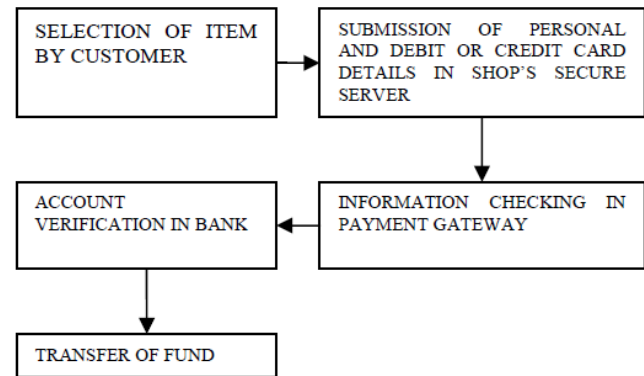 SELECTION OF ITEM
BY CUSTOMER
SUBMISSION OF PERSONAL
AND DEBIT OR CREDIT CARD
DETAILS IN SHOP'S SECURE
SERVER
INFORMATION CHECKING IN
PAYMENT GATEWAY
ACCOUNT
VERIFICATION IN BANK
TRANSFER OF FUND